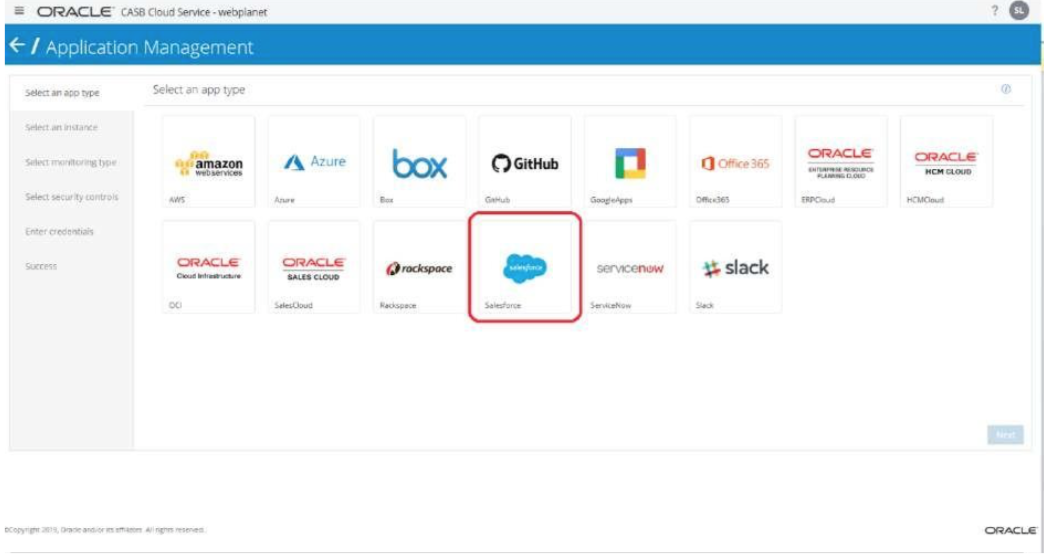 ORACLE CASB Cloud Service - webplanet
? SL
← / Application Management
Select an app type
Select an instance
Select monitoring type
Select security controls
Enter credentials
Success
Select an app type
amazon
webservices
AWS
Azure
Azure
box
Box
GitHub
GitHub
GoogleApps
Office 365
Office365
ORACLE
ENTERPRISE RESOURCE
PLANNING CLOUD
ERPCloud
ORACLE
HCM CLOUD
HCMCloud
ORACLE
Cloud Infrastructure
OCI
ORACLE
SALES CLOUD
SalesCloud
rackspace
Rackspace
salesforce
Salesforce
servicenow
ServiceNow
slack
Slack
Next
©Copyright 2019, Oracle and/or its affiliates. All rights reserved.
ORACLE